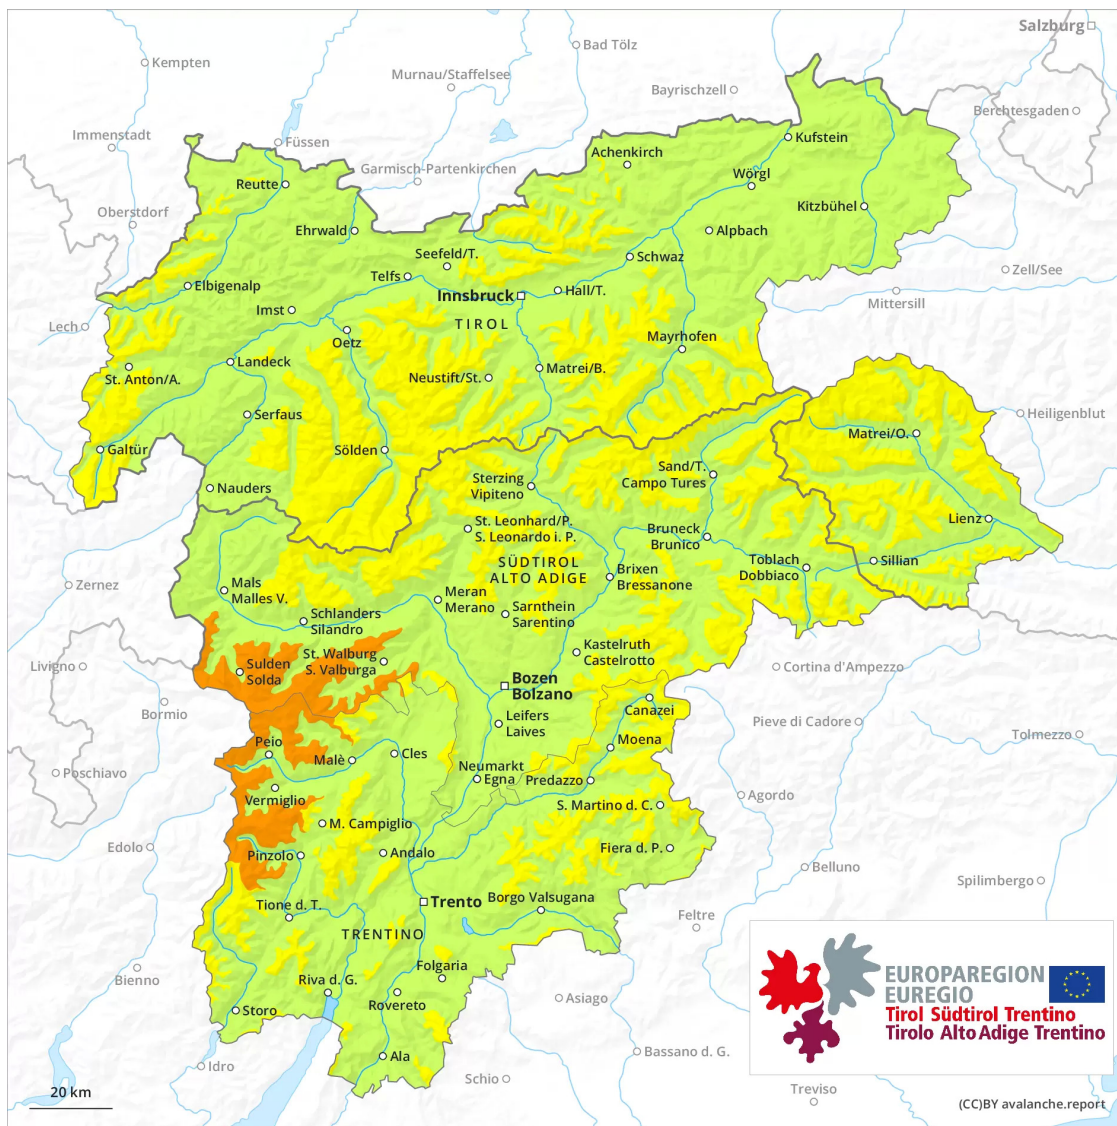 Salzburg
Bad Tölz
Kempten
Murnau/Staffelsee
Bayrischzell
Berchtesgaden
Immenstadt
Füssen
Kufstein
Achenkirch
Garmisch-Partenkirchen
Wörgl
Reutte
Kitzbühel
Oberstdorf
Ehrwald
Alpbach
Seefeld/T.
Schwaz
Zell/See
Telfs
Elbigenalp
Innsbruck
Hall/T.
Mittersill
Imst
TIROL
Lech
Oetz
Mayrhofen
Landeck
St. Anton/A.
Neustift/St.
Matrei/B.
Serfaus
Heiligenblut
Matrei/O.
Galtür
Sölden
Sand/T.
Campo Tures
Sterzing
Vipiteno
Nauders
Lienz
St. Leonhard/P.
S. Leonardo i. P.
Bruneck
Brunico
Toblach
Dobbiaco
Sillian
SÜDTIROL
ALTO ADIGE
Brixen
Bressanone
Zernez
Mals
Malles V.
Meran
Merano
Schlanders
Silandro
Sarnthein
Sarentino
Kastelruth
Castelrotto
St. Walburg
S. Valburga
Livigno
Sulden
Solda
Cortina d'Ampezzo
Bozen
Bolzano
Bormio
Canazei
Leifers
Laives
Pieve di Cadore
Tolmezzo
Peio
Moena
Malè
Cles
Poschiavo
Neumarkt
Egna
Predazzo
Vermiglio
Agordo
S. Martino d. C.
M. Campiglio
Edolo
Pinzolo
Andalo
Fiera d. P.
Belluno
Spilimbergo
Trento
Borgo Valsugana
Tione d. T.
Feltre
TRENTINO
Bienno
Folgaria
Riva d. G.
Rovereto
Asiago
Storo
EUROPAREGION
EUREGIO
Tirol Südtirol Trentino
Tirolo Alto Adige Trentino
Ala
Bassano d. G.
Idro
Schio
Treviso
20 km
(CC)BY avalanche.report